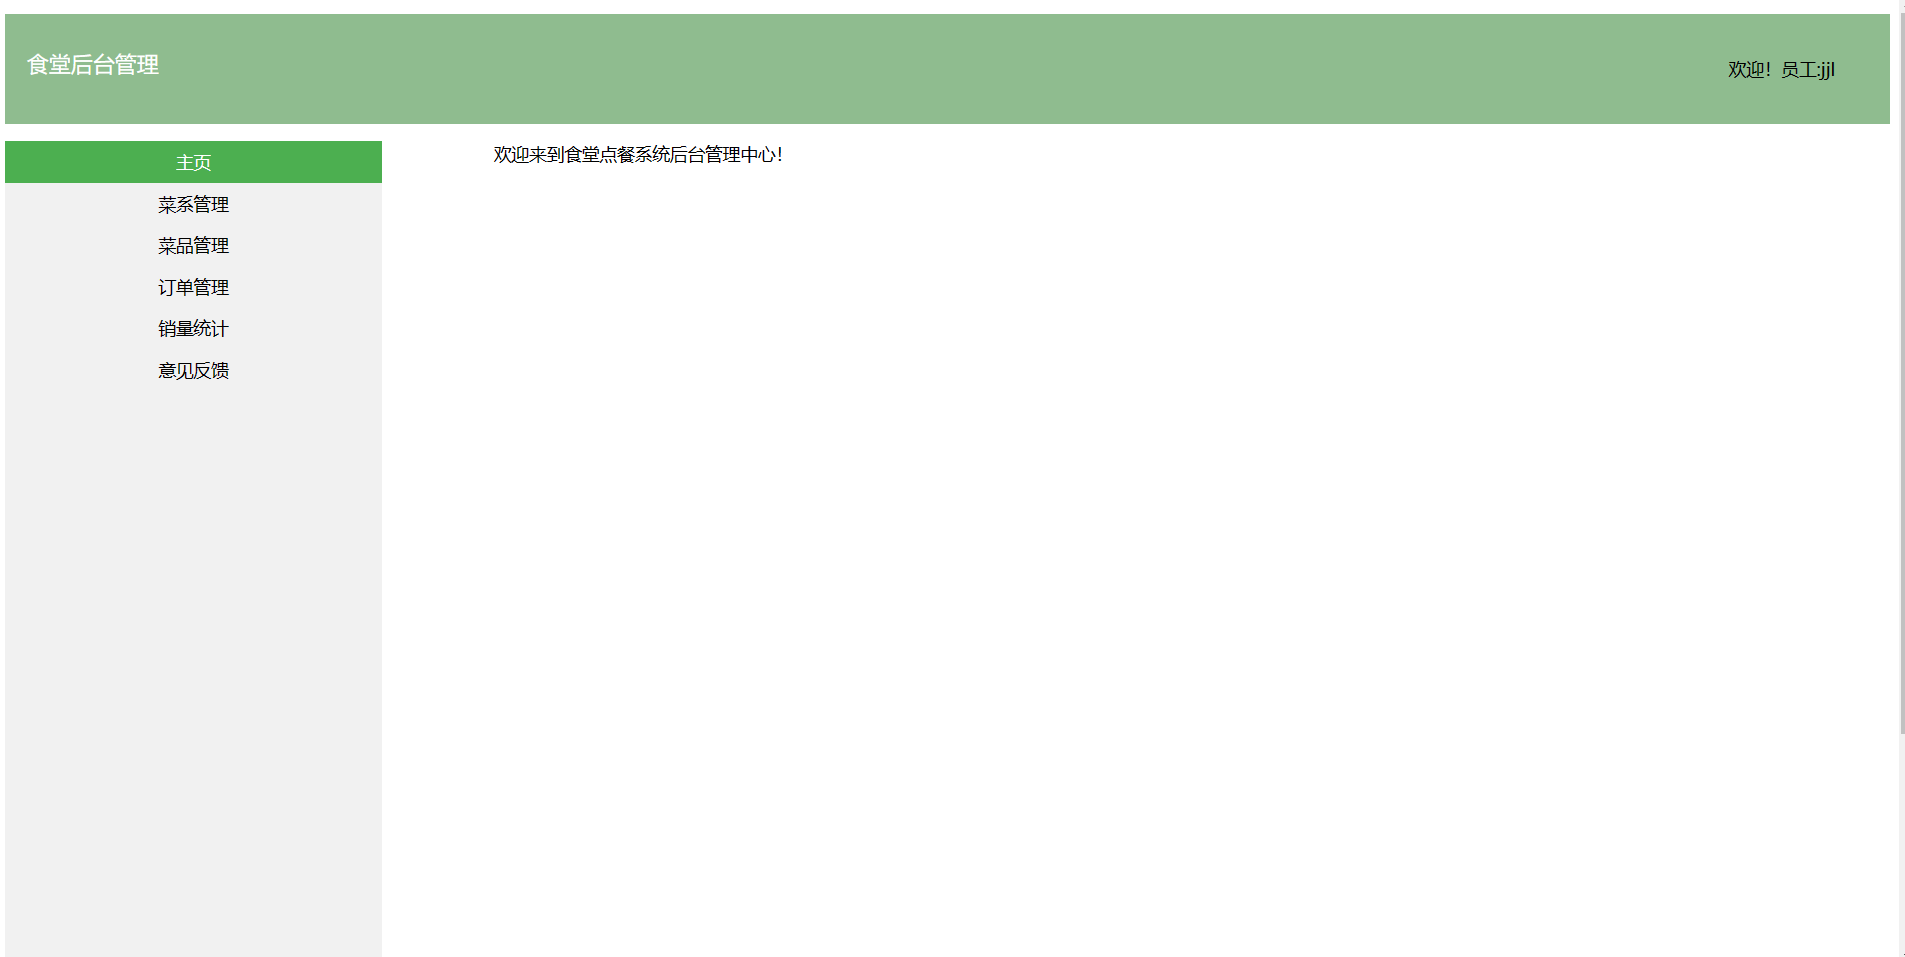 食堂后台管理
欢迎！员工:jjl
主页
欢迎来到食堂点餐系统后台管理中心！
菜系管理
菜品管理
订单管理
销量统计
意见反馈